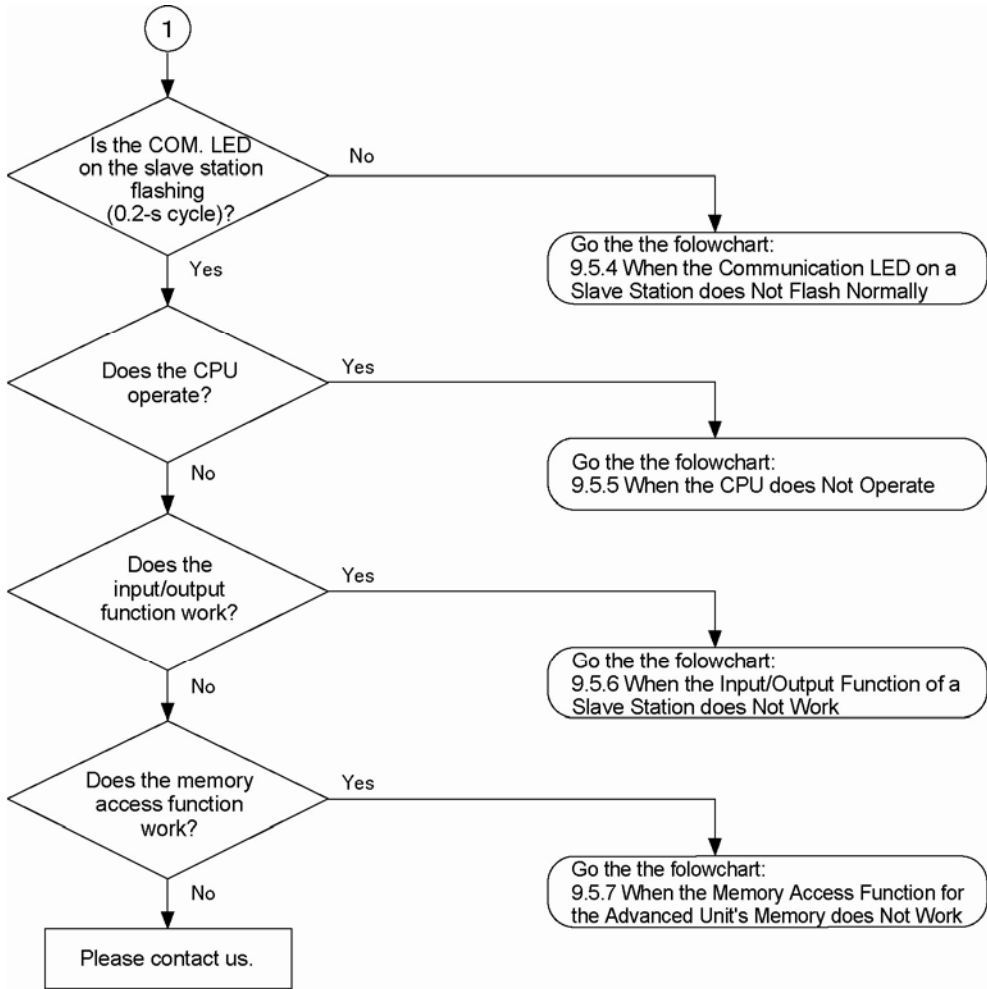 1
Is the COM. LED
on the slave station
flashing
(0.2-s cycle)?
No
Go the the folowchart:
9.5.4 When the Communication LED on a
Slave Station does Not Flash Normally
Yes
Does the CPU
operate?
Yes
Go the the folowchart:
9.5.5 When the CPU does Not Operate
No
Does the
input/output
function work?
Yes
Go the the folowchart:
9.5.6 When the Input/Output Function of a
Slave Station does Not Work
No
Does the memory
access function
work?
Yes
Go the the folowchart:
9.5.7 When the Memory Access Function for
the Advanced Unit's Memory does Not Work
No
Please contact us.